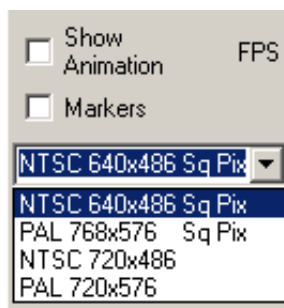 Show
Animation
FPS
Markers
NTSC 640x486 Sq Pix
NTSC 640x486 Sq Pix
PAL 768x576 Sq Pix
NTSC 720x486
PAL 720x576